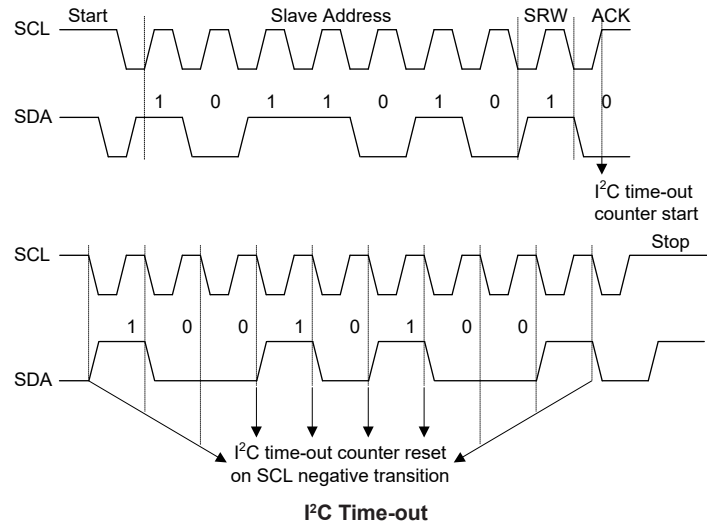 Start Slave Address SRW ACK
SCL
1 0 1 1 0 1 0 1 0
SDA
I²C time-out
counter start
Stop
SCL
1 0 0 1 0 1 0 0
SDA
I²C time-out counter reset
on SCL negative transition
I²C Time-out